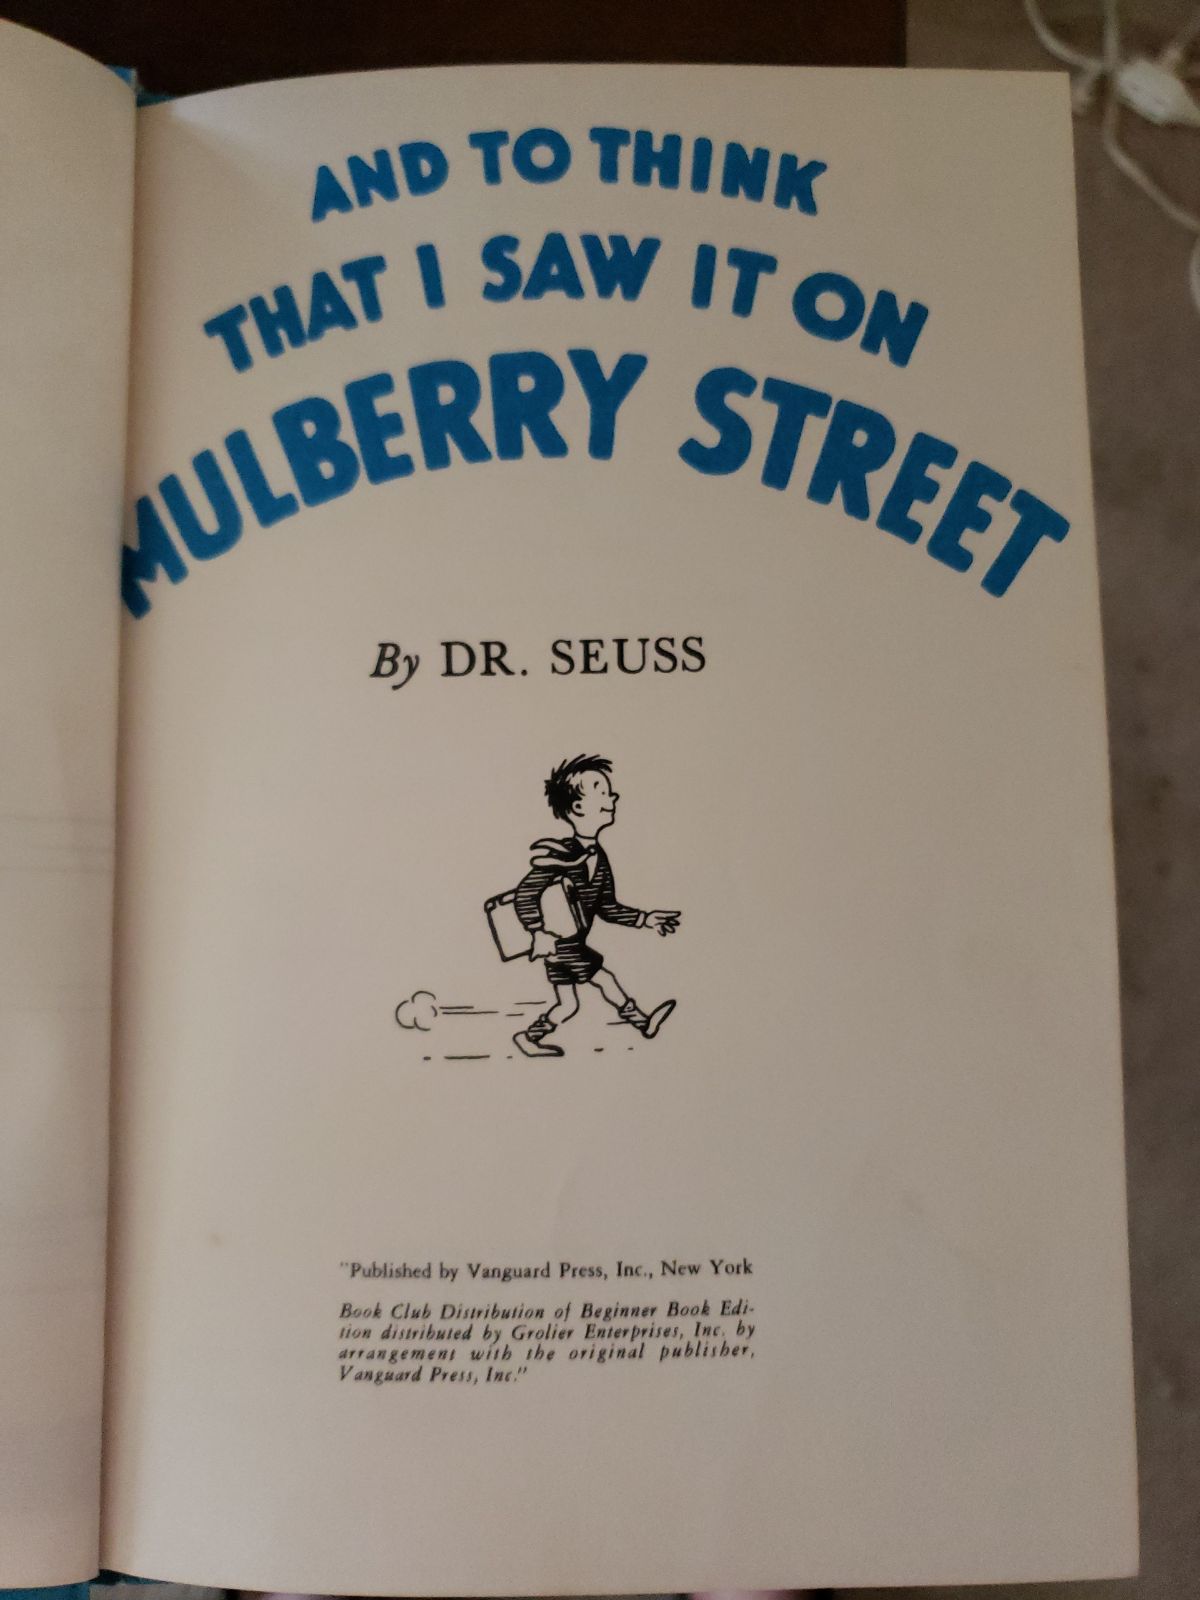 AND TO THINK
THAT I SAW IT ON
MULBERRY STREET
By DR. SEUSS
"Published by Vanguard Press, Inc., New York
Book Club Distribution of Beginner Book Edi-
tion distributed by Grolier Enterprises, Inc. by
arrangement with the original publisher,
Vanguard Press, Inc."